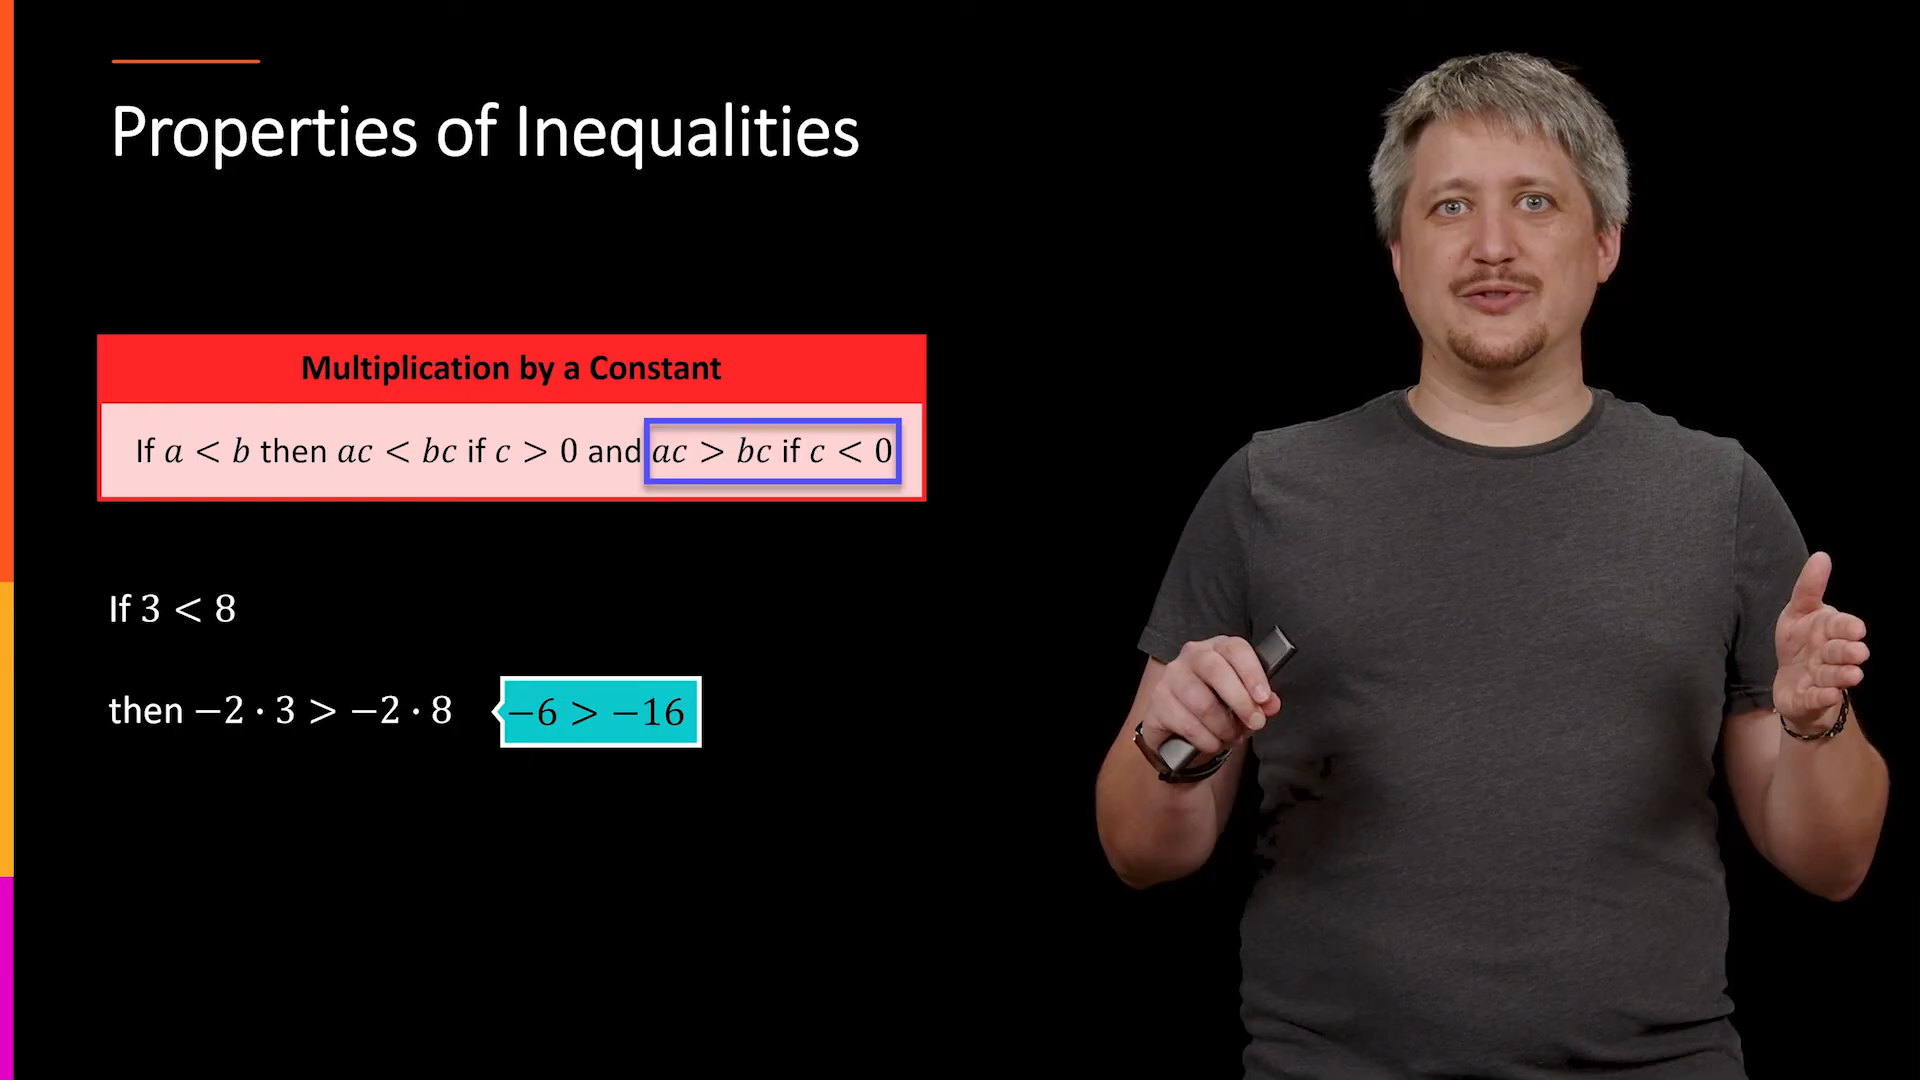 Properties of Inequalities
Multiplication by a Constant
If a < b then ac < bc if c > 0 and ac > bc if c < 0
If 3 < 8
then −2 · 3 > −2 · 8
−6 > −16